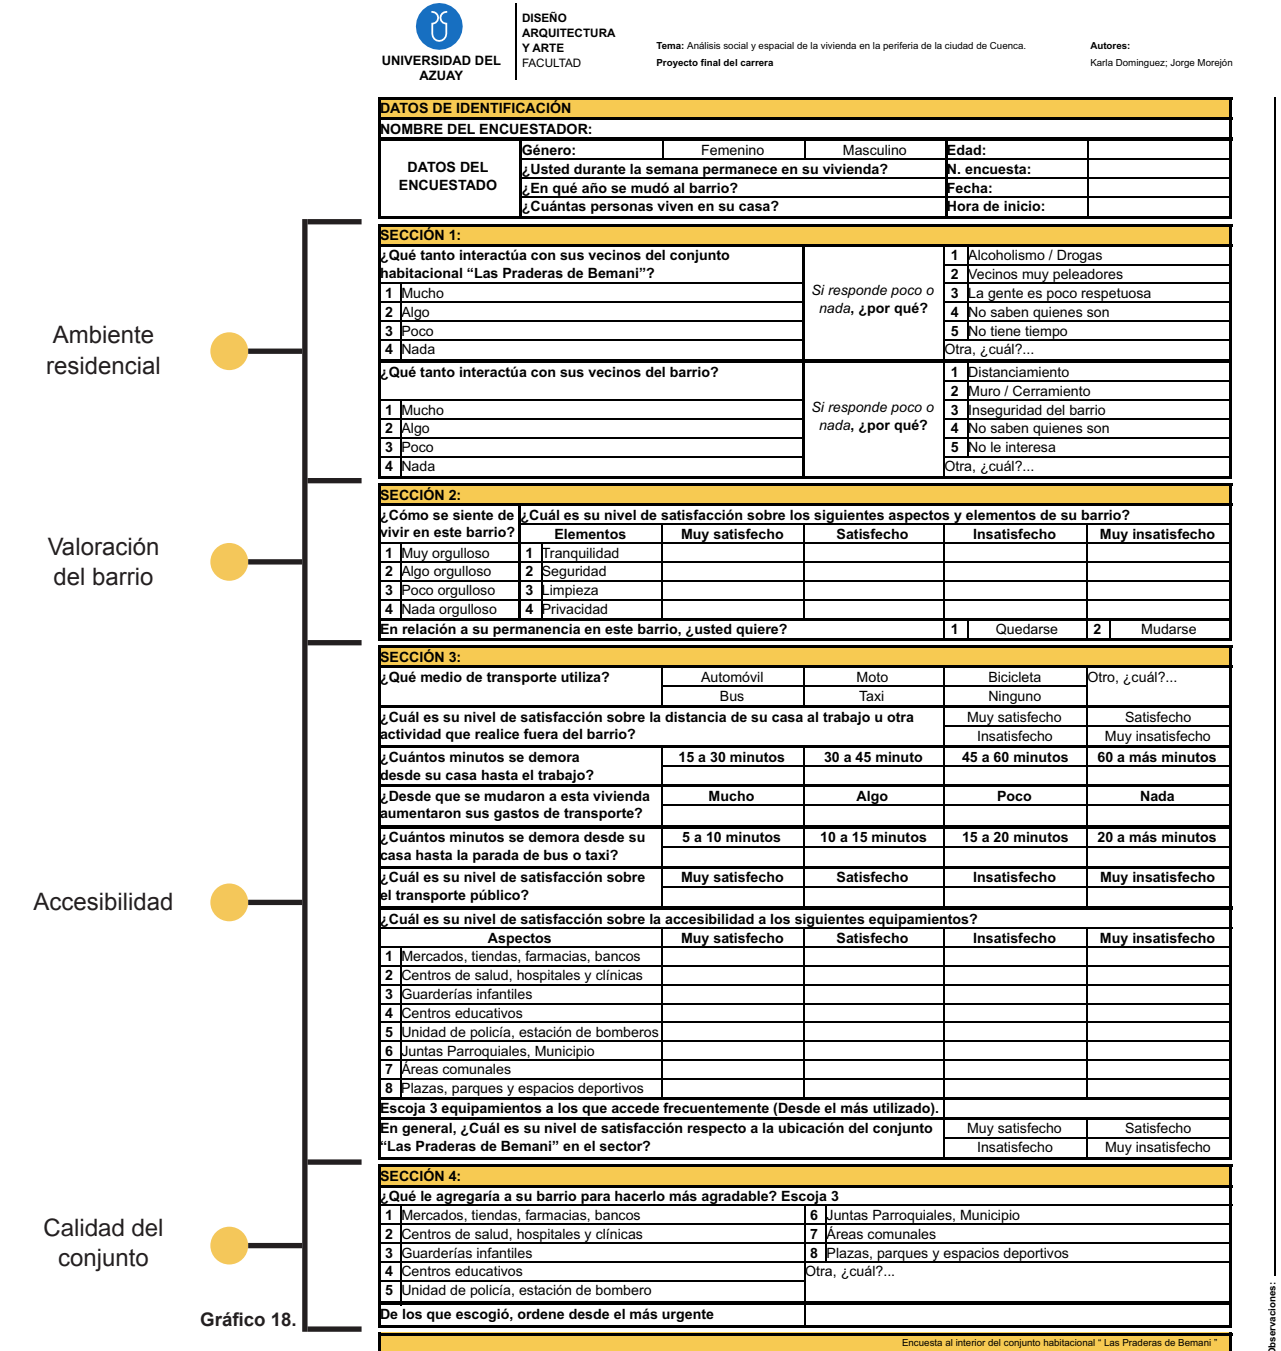 UNIVERSIDAD DEL
AZUAY
DISEÑO
ARQUITECTURA
Y ARTE
FACULTAD
Tema: Análisis social y espacial de la vivienda en la periferia de la ciudad de Cuenca.
Proyecto final del carrera
Autores:
Karla Dominguez; Jorge Morejón
DATOS DE IDENTIFICACIÓN
NOMBRE DEL ENCUESTADOR:
DATOS DEL
ENCUESTADO
Género: Femenino Masculino Edad:
¿Usted durante la semana permanece en su vivienda? N. encuesta:
¿En qué año se mudó al barrio? Fecha:
¿Cuántas personas viven en su casa? Hora de inicio:
Ambiente
residencial
SECCIÓN 1:
¿Qué tanto interactúa con sus vecinos del conjunto
habitacional “Las Praderas de Bemani”?
1 Mucho
2 Algo
3 Poco
4 Nada
Si responde poco o
nada, ¿por qué?
1 Alcoholismo / Drogas
2 Vecinos muy peleadores
3 La gente es poco respetuosa
4 No saben quienes son
5 No tiene tiempo
Otra, ¿cuál?...
¿Qué tanto interactúa con sus vecinos del barrio?
1 Mucho
2 Algo
3 Poco
4 Nada
Si responde poco o
nada, ¿por qué?
1 Distanciamiento
2 Muro / Cerramiento
3 Inseguridad del barrio
4 No saben quienes son
5 No le interesa
Otra, ¿cuál?...
Valoración
del barrio
SECCIÓN 2:
¿Cómo se siente de
vivir en este barrio?
1 Muy orgulloso
2 Algo orgulloso
3 Poco orgulloso
4 Nada orgulloso
¿Cuál es su nivel de satisfacción sobre los siguientes aspectos y elementos de su barrio?
Elementos Muy satisfecho Satisfecho Insatisfecho Muy insatisfecho
1 Tranquilidad
2 Seguridad
3 Limpieza
4 Privacidad
En relación a su permanencia en este barrio, ¿usted quiere? 1 Quedarse 2 Mudarse
Accesibilidad
SECCIÓN 3:
¿Qué medio de transporte utiliza? Automóvil Moto Bicicleta Otro, ¿cuál?...
Bus Taxi Ninguno
¿Cuál es su nivel de satisfacción sobre la distancia de su casa al trabajo u otra
actividad que realice fuera del barrio?
Muy satisfecho Satisfecho
Insatisfecho Muy insatisfecho
¿Cuántos minutos se demora
desde su casa hasta el trabajo?
15 a 30 minutos 30 a 45 minuto 45 a 60 minutos 60 a más minutos
¿Desde que se mudaron a esta vivienda
aumentaron sus gastos de transporte?
Mucho Algo Poco Nada
¿Cuántos minutos se demora desde su
casa hasta la parada de bus o taxi?
5 a 10 minutos 10 a 15 minutos 15 a 20 minutos 20 a más minutos
¿Cuál es su nivel de satisfacción sobre
el transporte público?
Muy satisfecho Satisfecho Insatisfecho Muy insatisfecho
¿Cuál es su nivel de satisfacción sobre la accesibilidad a los siguientes equipamientos?
Aspectos Muy satisfecho Satisfecho Insatisfecho Muy insatisfecho
1 Mercados, tiendas, farmacias, bancos
2 Centros de salud, hospitales y clínicas
3 Guarderías infantiles
4 Centros educativos
5 Unidad de policía, estación de bomberos
6 Juntas Parroquiales, Municipio
7 Áreas comunales
8 Plazas, parques y espacios deportivos
Escoja 3 equipamientos a los que accede frecuentemente (Desde el más utilizado).
En general, ¿Cuál es su nivel de satisfacción respecto a la ubicación del conjunto
“Las Praderas de Bemani” en el sector?
Muy satisfecho Satisfecho
Insatisfecho Muy insatisfecho
Calidad del
conjunto
SECCIÓN 4:
¿Qué le agregaría a su barrio para hacerlo más agradable? Escoja 3
1 Mercados, tiendas, farmacias, bancos
2 Centros de salud, hospitales y clínicas
3 Guarderías infantiles
4 Centros educativos
5 Unidad de policía, estación de bombero
6 Juntas Parroquiales, Municipio
7 Áreas comunales
8 Plazas, parques y espacios deportivos
Otra, ¿cuál?...
De los que escogió, ordene desde el más urgente
Gráfico 18.
Encuesta al interior del conjunto habitacional “ Las Praderas de Bemani ”
Observaciones: